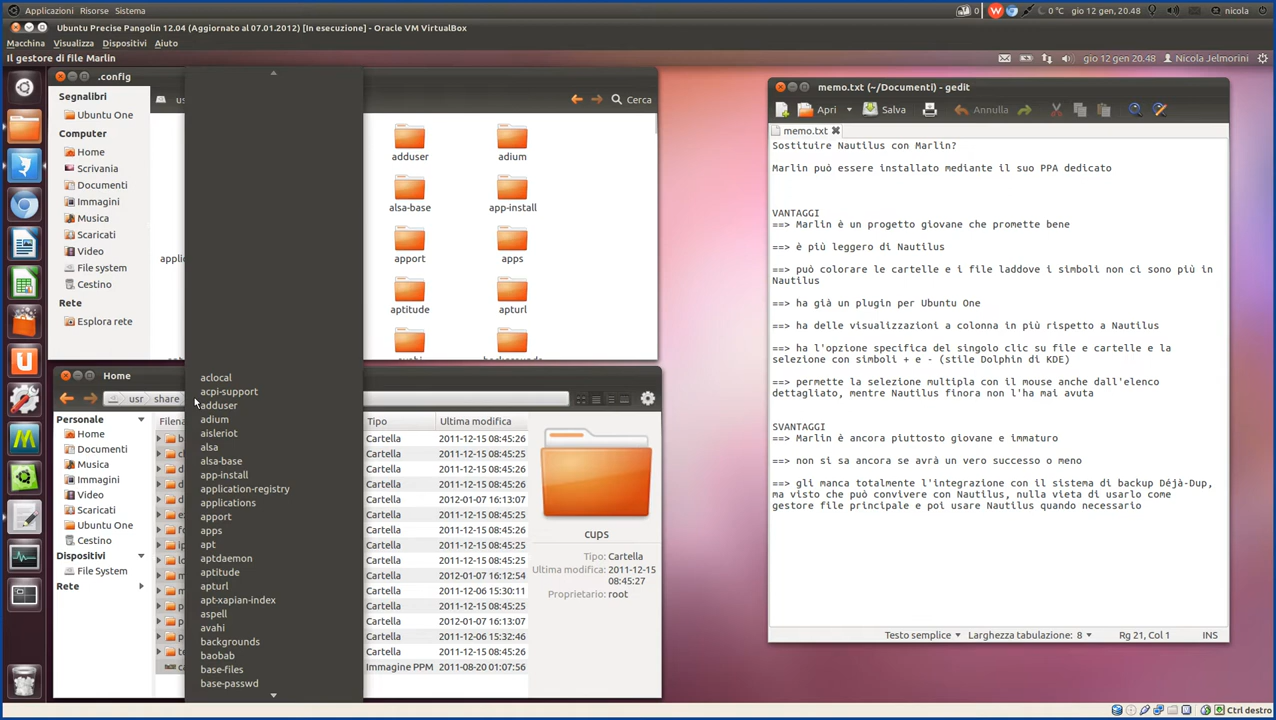 Applicazioni Risorse Sistema
0 0 °C gio 12 gen, 20.48 nicola
Ubuntu Precise Pangolin 12.04 (Aggiornato al 07.01.2012) [In esecuzione] - Oracle VM VirtualBox
Macchina Visualizza Dispositivi Aiuto
Il gestore di file Marlin
gio 12 gen 20.48 Nicola Jelmorini
.config
Segnalibri
Ubuntu One
Computer
Home
Scrivania
Documenti
Immagini
Musica
Scaricati
Video
File system
Cestino
Rete
Esplora rete
Cerca
adduser
adium
alsa-base
app-install
apport
apps
aptitude
apturl
Home
usr share
Personale
Home
Documenti
Musica
Immagini
Video
Scaricati
Ubuntu One
Cestino
Dispositivi
File System
Rete
aclocal
acpi-support
adduser
adium
aisleriot
alsa
alsa-base
app-install
application-registry
applications
apport
apps
apt
aptdaemon
aptitude
apturl
apt-xapian-index
aspell
avahi
backgrounds
baobab
base-files
base-passwd
Tipo Ultima modifica
Cartella 2011-12-15 08:45:26
Cartella 2011-12-15 08:45:26
Cartella 2011-12-15 08:45:25
Cartella 2011-12-15 08:45:25
Cartella 2012-01-07 16:13:07
Cartella 2011-12-15 08:45:26
Cartella 2012-01-07 16:13:07
Cartella 2011-12-15 08:45:25
Cartella 2011-12-15 08:45:25
Cartella 2012-01-07 16:12:54
Cartella 2011-12-06 15:30:11
Cartella 2011-12-15 08:45:26
Cartella 2012-01-07 16:13:07
Cartella 2011-12-06 15:32:46
Cartella 2011-12-15 08:45:26
Immagine PPM 2011-08-20 01:07:56
cups
Tipo: Cartella
Ultima modifica: 2011-12-15
08:45:27
Proprietario: root
memo.txt (~/Documenti) - gedit
Apri Salva Annulla
memo.txt
Sostituire Nautilus con Marlin?
Marlin può essere installato mediante il suo PPA dedicato
VANTAGGI
==> Marlin è un progetto giovane che promette bene
==> è più leggero di Nautilus
==> può colorare le cartelle e i file laddove i simboli non ci sono più in
Nautilus
==> ha già un plugin per Ubuntu One
==> ha delle visualizzazioni a colonna in più rispetto a Nautilus
==> ha l'opzione specifica del singolo clic su file e cartelle e la
selezione con simboli + e - (stile Dolphin di KDE)
==> permette la selezione multipla con il mouse anche dall'elenco
dettagliato, mentre Nautilus finora non l'ha mai avuta
SVANTAGGI
==> Marlin è ancora piuttosto giovane e immaturo
==> non si sa ancora se avrà un vero successo o meno
==> gli manca totalmente l'integrazione con il sistema di backup Déjà-Dup,
ma visto che può convivere con Nautilus, nulla vieta di usarlo come
gestore file principale e poi usare Nautilus quando necessario
Testo semplice Larghezza tabulazione: 8 Rg 21, Col 1 INS
Ctrl destro